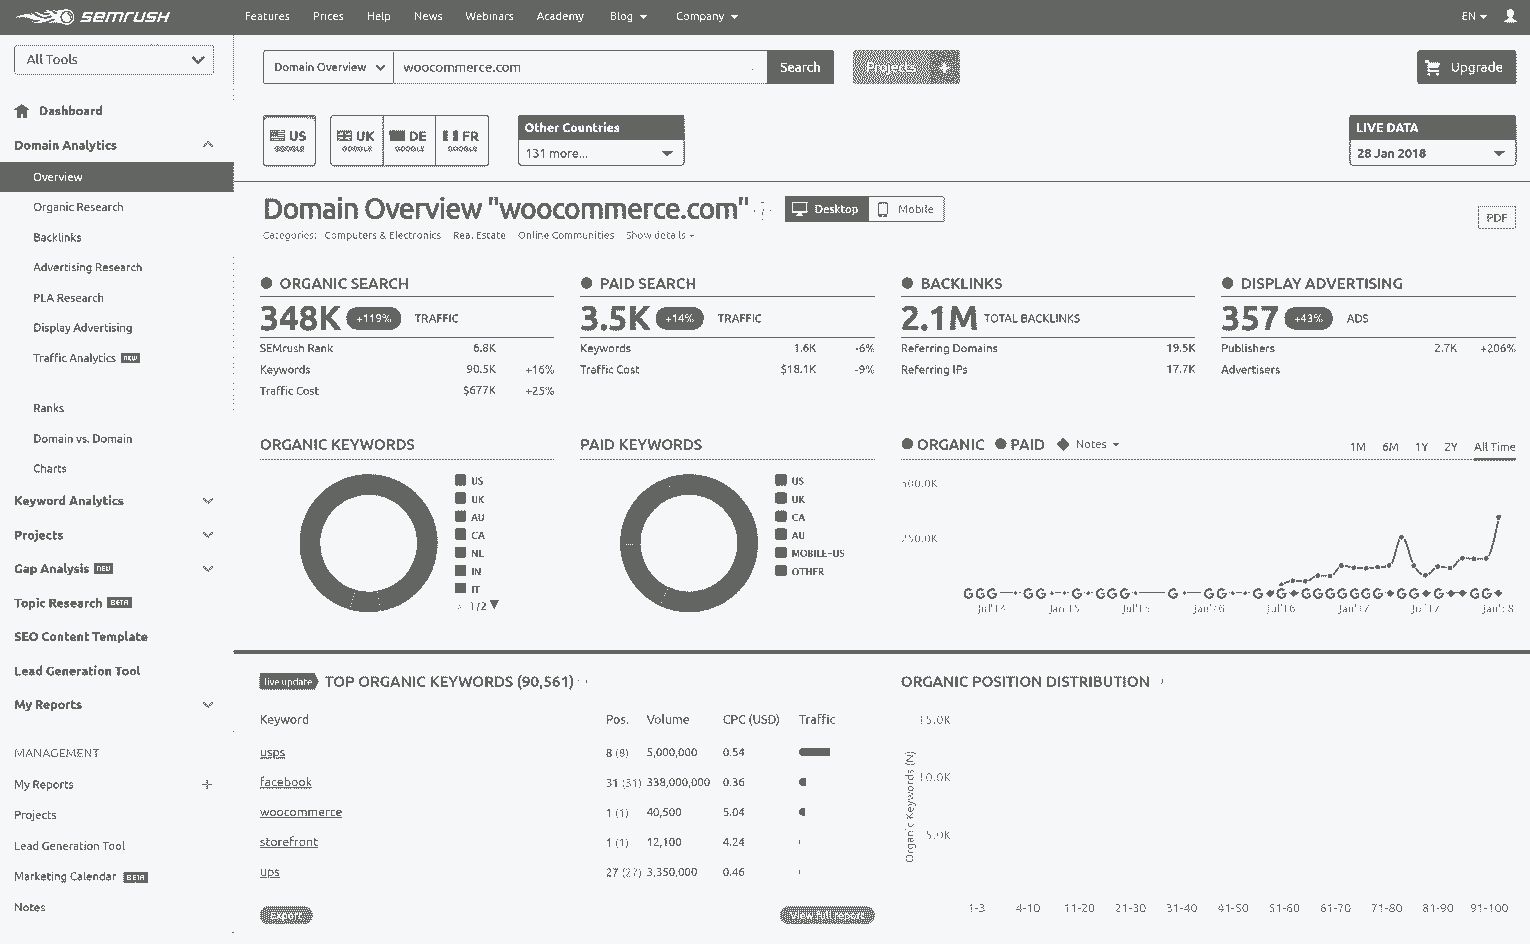 SEMRUSH Features Prices Help News Webinars Academy Blog Company EN
All Tools
Dashboard
Domain Analytics
Overview
Organic Research
Backlinks
Advertising Research
PLA Research
Display Advertising
Traffic Analytics NEW
Ranks
Domain vs. Domain
Charts
Keyword Analytics
Projects
Gap Analysis NEW
Topic Research BETA
SEO Content Template
Lead Generation Tool
My Reports
MANAGEMENT
My Reports +
Projects
Lead Generation Tool
Marketing Calendar BETA
Notes
Domain Overview woocommerce.com Search Projects + Upgrade
US UK DE FR
GOOGLE GOOGLE GOOGLE GOOGLE
Other Countries
131 more...
LIVE DATA
28 Jan 2018
Domain Overview "woocommerce.com" Desktop Mobile
PDF
Categories: Computers & Electronics Real Estate Online Communities Show details
ORGANIC SEARCH
348K +119% TRAFFIC
SEMrush Rank 6.8K
Keywords 90.5K +16%
Traffic Cost $677K +25%
PAID SEARCH
3.5K +14% TRAFFIC
Keywords 1.6K -6%
Traffic Cost $18.1K -9%
BACKLINKS
2.1M TOTAL BACKLINKS
Referring Domains 19.5K
Referring IPs 17.7K
DISPLAY ADVERTISING
357 +43% ADS
Publishers 2.7K +206%
Advertisers
ORGANIC KEYWORDS
US
UK
AU
CA
NL
IN
IT
1/2
PAID KEYWORDS
US
UK
CA
AU
MOBILE-US
OTHER
ORGANIC PAID Notes 1M 6M 1Y 2Y All Time
500.0K
250.0K
G G G G G G G G G G G G G G G G G G G G G G G G G
Jul'14 Jan'15 Jul'15 Jan'16 Jul'16 Jan'17 Jul'17 Jan'18
live update TOP ORGANIC KEYWORDS (90,561)
Keyword Pos. Volume CPC (USD) Traffic
usps 8 (8) 5,000,000 0.54
facebook 31 (31) 338,000,000 0.36
woocommerce 1 (1) 40,500 5.04
storefront 1 (1) 12,100 4.24
ups 27 (27) 3,350,000 0.46
Export View full report
ORGANIC POSITION DISTRIBUTION
Organic Keywords (N)
15.0K
10.0K
5.0K
1-3 4-10 11-20 21-30 31-40 41-50 51-60 61-70 71-80 81-90 91-100